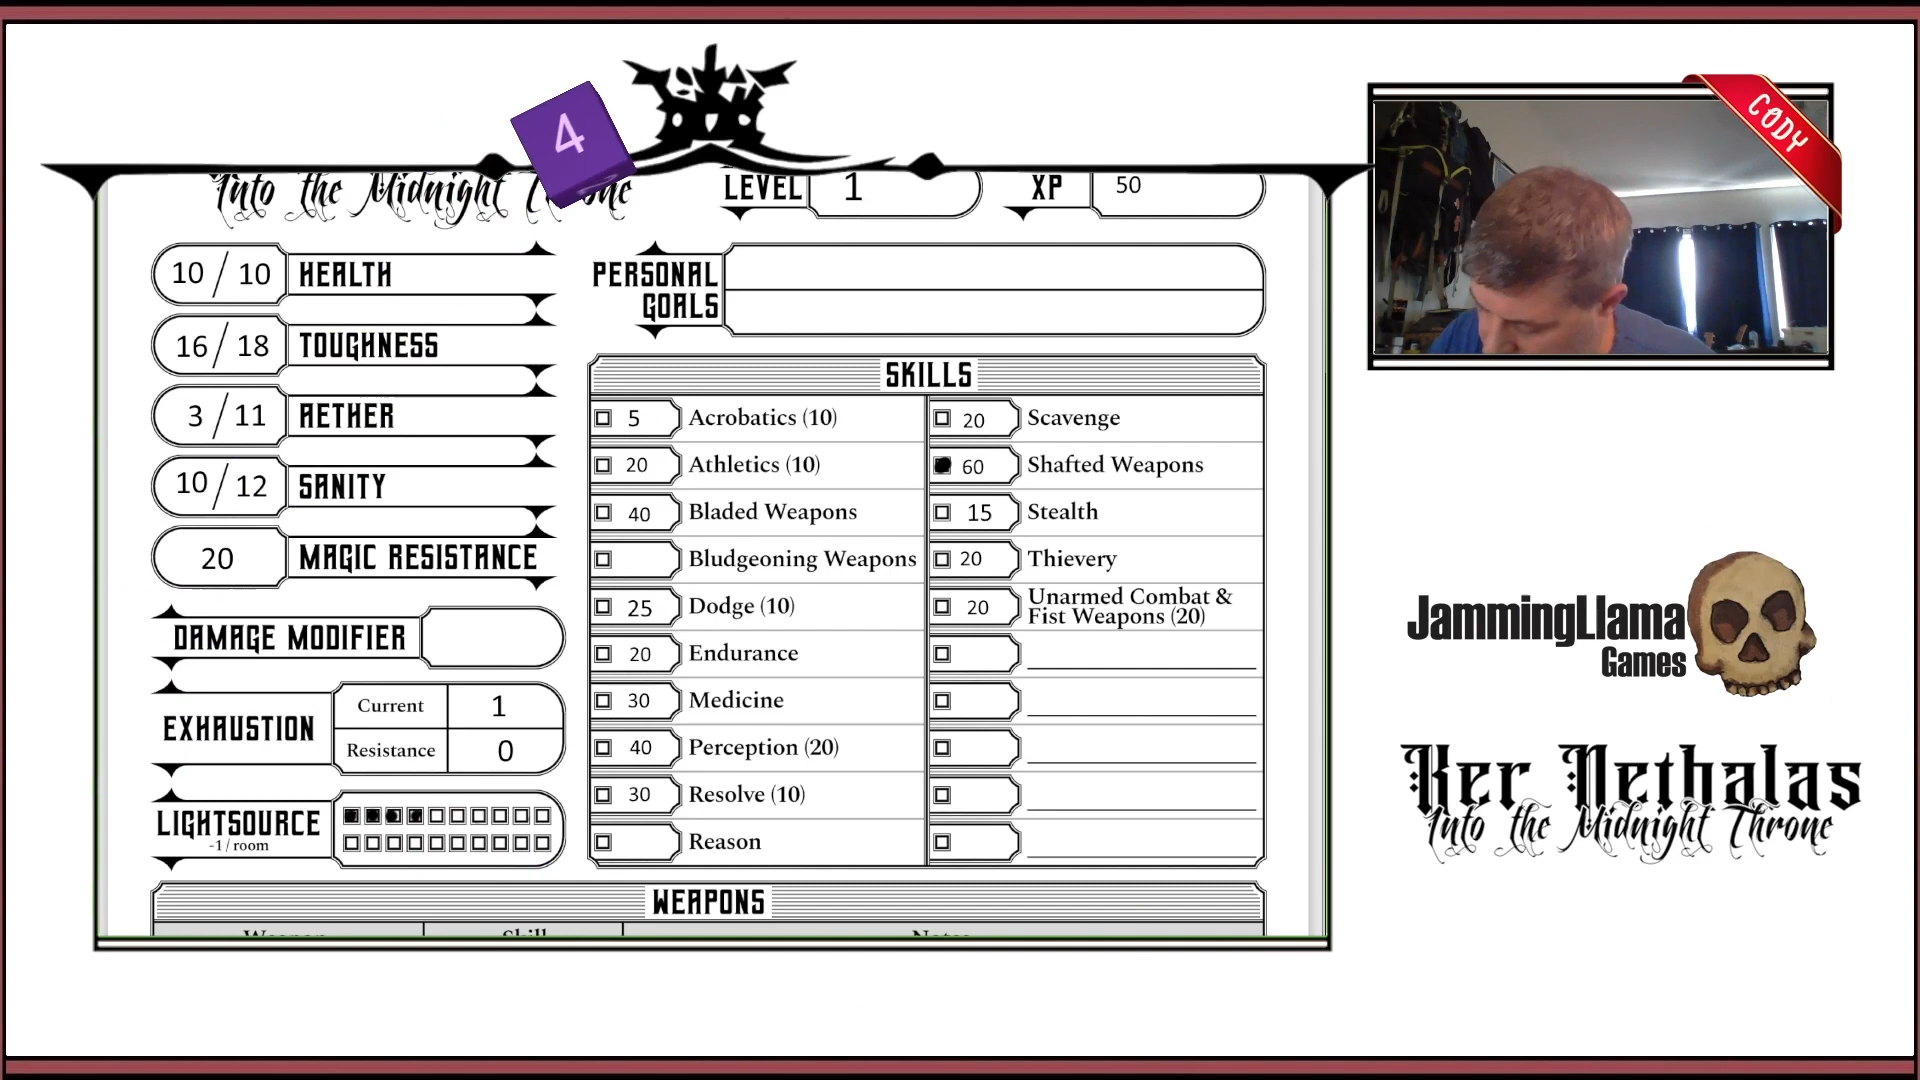 4
CODY
Into the Midnight Throne
LEVEL 1
XP 50
10 / 10 HEALTH
16 / 18 TOUGHNESS
3 / 11 AETHER
10 / 12 SANITY
20 MAGIC RESISTANCE
DAMAGE MODIFIER
EXHAUSTION
Current 1
Resistance 0
LIGHTSOURCE
-1 / room
PERSONAL
GOALS
SKILLS
5 Acrobatics (10)
20 Athletics (10)
40 Bladed Weapons
Bludgeoning Weapons
25 Dodge (10)
20 Endurance
30 Medicine
40 Perception (20)
30 Resolve (10)
Reason
20 Scavenge
60 Shafted Weapons
15 Stealth
20 Thievery
20 Unarmed Combat &
Fist Weapons (20)
WEAPONS
Weapon Skill Notes
JammingLlama
Games
Ker Nethalas
Into the Midnight Throne